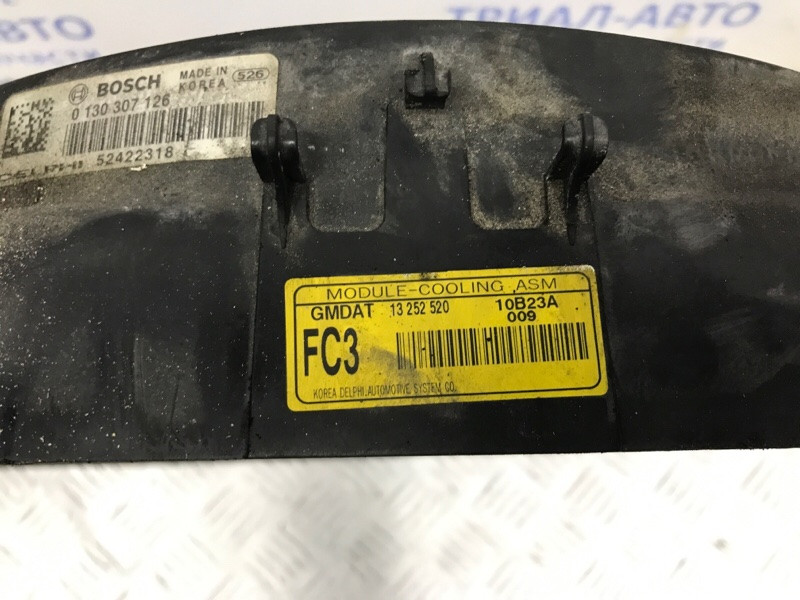 ТРИАЛ-АВТО
BOSCH
MADE IN
KOREA
526
0 130 307 126
DELPHI 52422318
MODULE-COOLING ASM
GMDAT 13 252 520 10B23A
009
FC3
KOREA DELPHI AUTOMOTIVE SYSTEM CO.